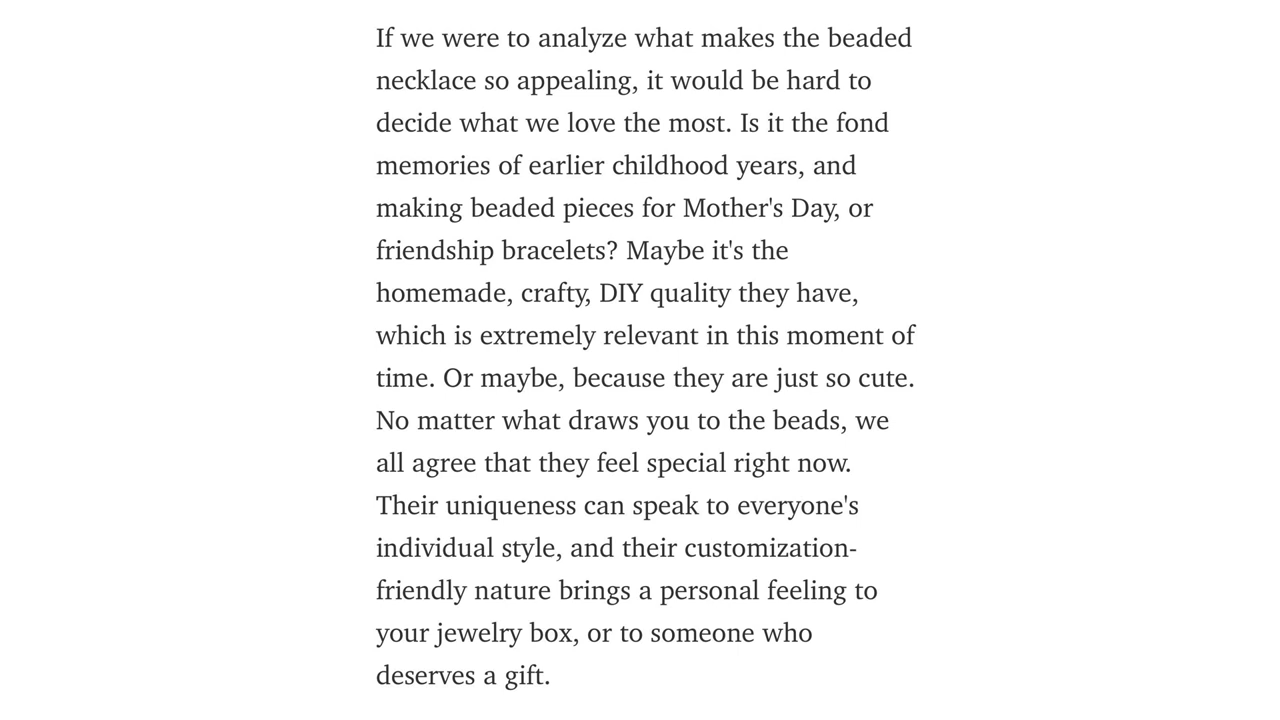 If we were to analyze what makes the beaded
necklace so appealing, it would be hard to
decide what we love the most. Is it the fond
memories of earlier childhood years, and
making beaded pieces for Mother's Day, or
friendship bracelets? Maybe it's the
homemade, crafty, DIY quality they have,
which is extremely relevant in this moment of
time. Or maybe, because they are just so cute.
No matter what draws you to the beads, we
all agree that they feel special right now.
Their uniqueness can speak to everyone's
individual style, and their customization-
friendly nature brings a personal feeling to
your jewelry box, or to someone who
deserves a gift.